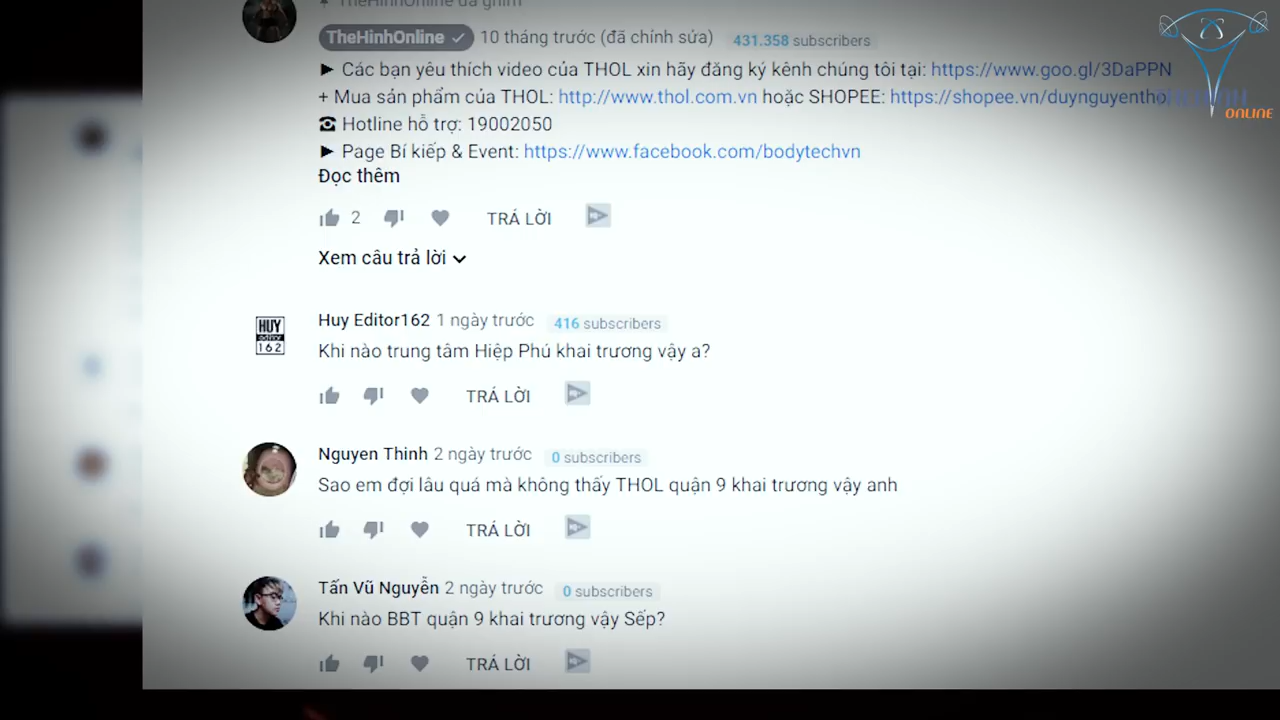 TheHinhOnline đã ghim
TheHinhOnline 10 tháng trước (đã chỉnh sửa) 431.358 subscribers
► Các bạn yêu thích video của THOL xin hãy đăng ký kênh chúng tôi tại: https://www.goo.gl/3DaPPN
+ Mua sản phẩm của THOL: http://www.thol.com.vn hoặc SHOPEE: https://shopee.vn/duynguyenthol
ONLINE
☎ Hotline hỗ trợ: 19002050
► Page Bí kiếp & Event: https://www.facebook.com/bodytechvn
Đọc thêm
2 TRẢ LỜI
Xem câu trả lời
HUY
162
Huy Editor162 1 ngày trước 416 subscribers
Khi nào trung tâm Hiệp Phú khai trương vậy a?
TRẢ LỜI
Nguyen Thinh 2 ngày trước 0 subscribers
Sao em đợi lâu quá mà không thấy THOL quận 9 khai trương vậy anh
TRẢ LỜI
Tấn Vũ Nguyễn 2 ngày trước 0 subscribers
Khi nào BBT quận 9 khai trương vậy Sếp?
TRẢ LỜI